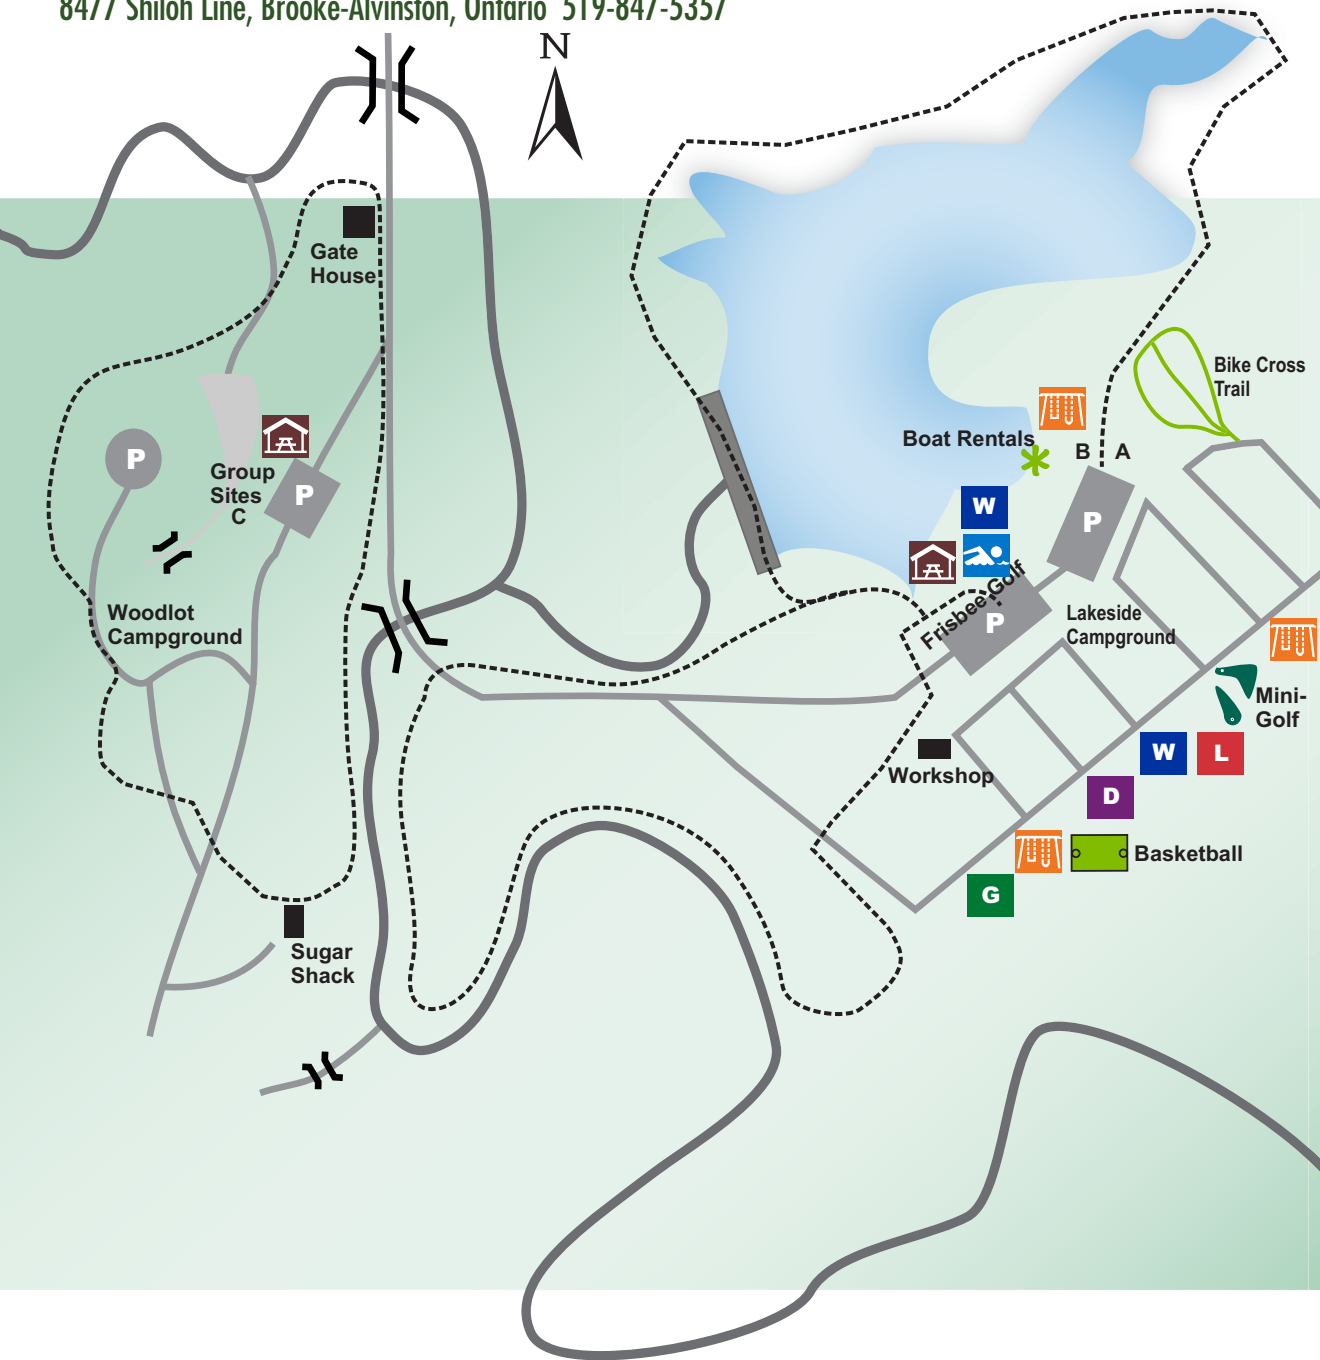 8477 Shiloh Line, Brooke-Alvinston, Ontario 519-847-5357
N
Gate
House
Bike Cross
Trail
Boat Rentals
B A
P
Group
Sites
C
P
W
P
Frisbee Golf
P
Woodlot
Campground
Lakeside
Campground
Mini-
Golf
W
L
Workshop
D
Basketball
G
Sugar
Shack